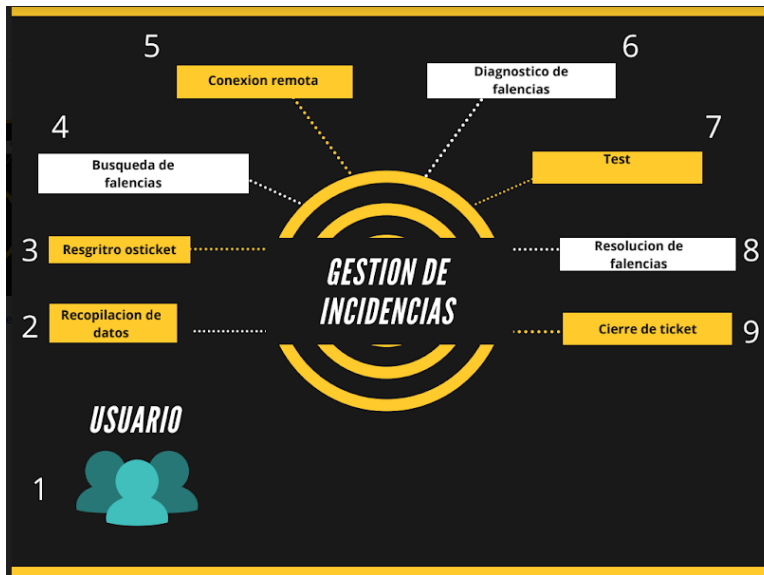 5
Conexion remota
6
Diagnostico de
falencias
4
Busqueda de
falencias
7
Test
3
Resgritro osticket
GESTION DE
INCIDENCIAS
Resolucion de
falencias
8
2
Recopilacion de
datos
Cierre de ticket
9
USUARIO
1